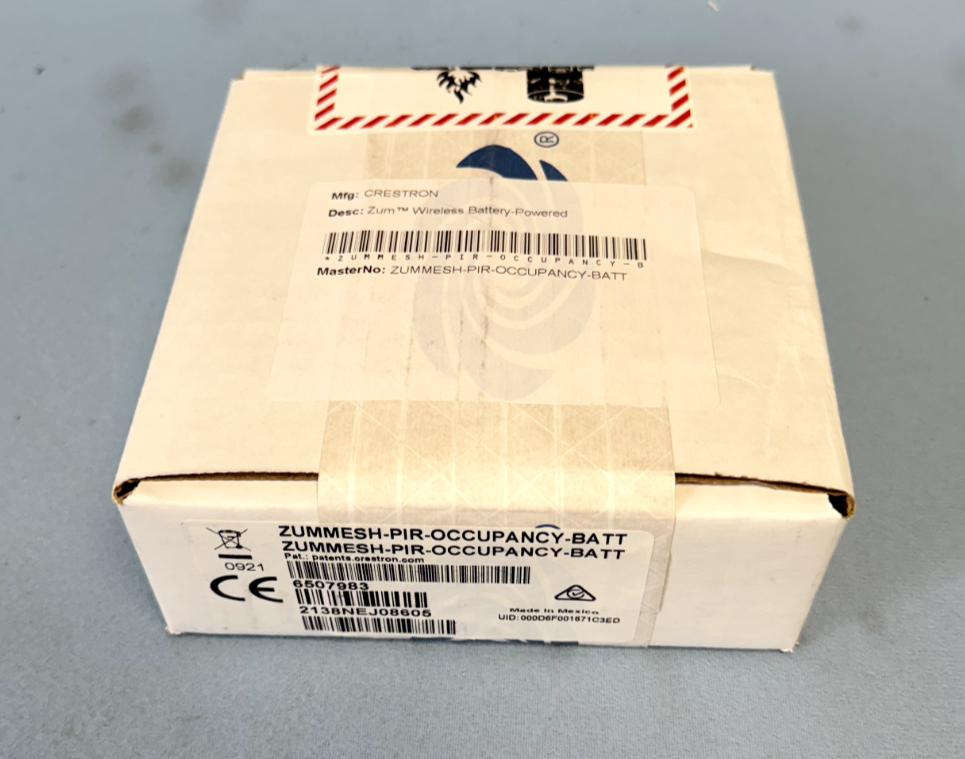 ®
Mfg: CRESTRON
Desc: Zum™ Wireless Battery-Powered
*ZUMMESH-PIR-OCCUPANCY-B
MasterNo: ZUMMESH-PIR-OCCUPANCY-BATT
ZUMMESH-PIR-OCCUPANCY-BATT
ZUMMESH-PIR-OCCUPANCY-BATT
Pat.: patents.crestron.com
0921
CE
6507983
2138NEJ08605
Made in Mexico
UID: 000D6F001671C3ED